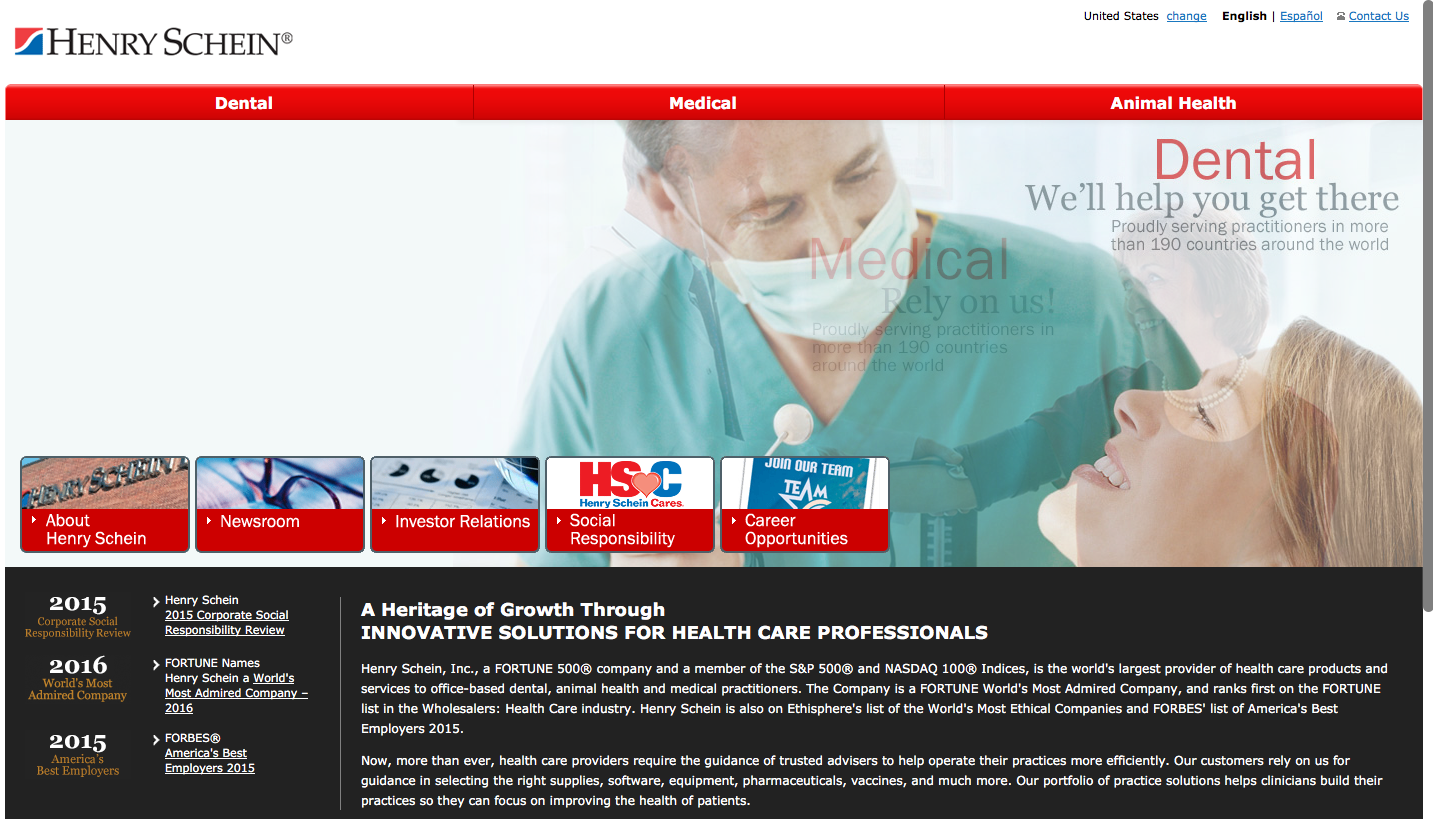 United States change English | Español Contact Us
HENRY SCHEIN®
Dental Medical Animal Health
Dental
We'll help you get there
Proudly serving practitioners in more
than 190 countries around the world
Medical
Rely on us!
Proudly serving practitioners in
more than 190 countries
around the world
HENRY SCHEIN
About
Henry Schein
Newsroom
Investor Relations
HSC
Henry Schein Cares
Social
Responsibility
JOIN OUR TEAM
TEAM
Career
Opportunities
2015
Corporate Social
Responsibility Review
Henry Schein
2015 Corporate Social
Responsibility Review
2016
World's Most
Admired Company
FORTUNE Names
Henry Schein a World's
Most Admired Company –
2016
2015
America's
Best Employers
FORBES®
America's Best
Employers 2015
A Heritage of Growth Through
INNOVATIVE SOLUTIONS FOR HEALTH CARE PROFESSIONALS
Henry Schein, Inc., a FORTUNE 500® company and a member of the S&P 500® and NASDAQ 100® Indices, is the world's largest provider of health care products and
services to office-based dental, animal health and medical practitioners. The Company is a FORTUNE World's Most Admired Company, and ranks first on the FORTUNE
list in the Wholesalers: Health Care industry. Henry Schein is also on Ethisphere's list of the World's Most Ethical Companies and FORBES' list of America's Best
Employers 2015.
Now, more than ever, health care providers require the guidance of trusted advisers to help operate their practices more efficiently. Our customers rely on us for
guidance in selecting the right supplies, software, equipment, pharmaceuticals, vaccines, and much more. Our portfolio of practice solutions helps clinicians build their
practices so they can focus on improving the health of patients.